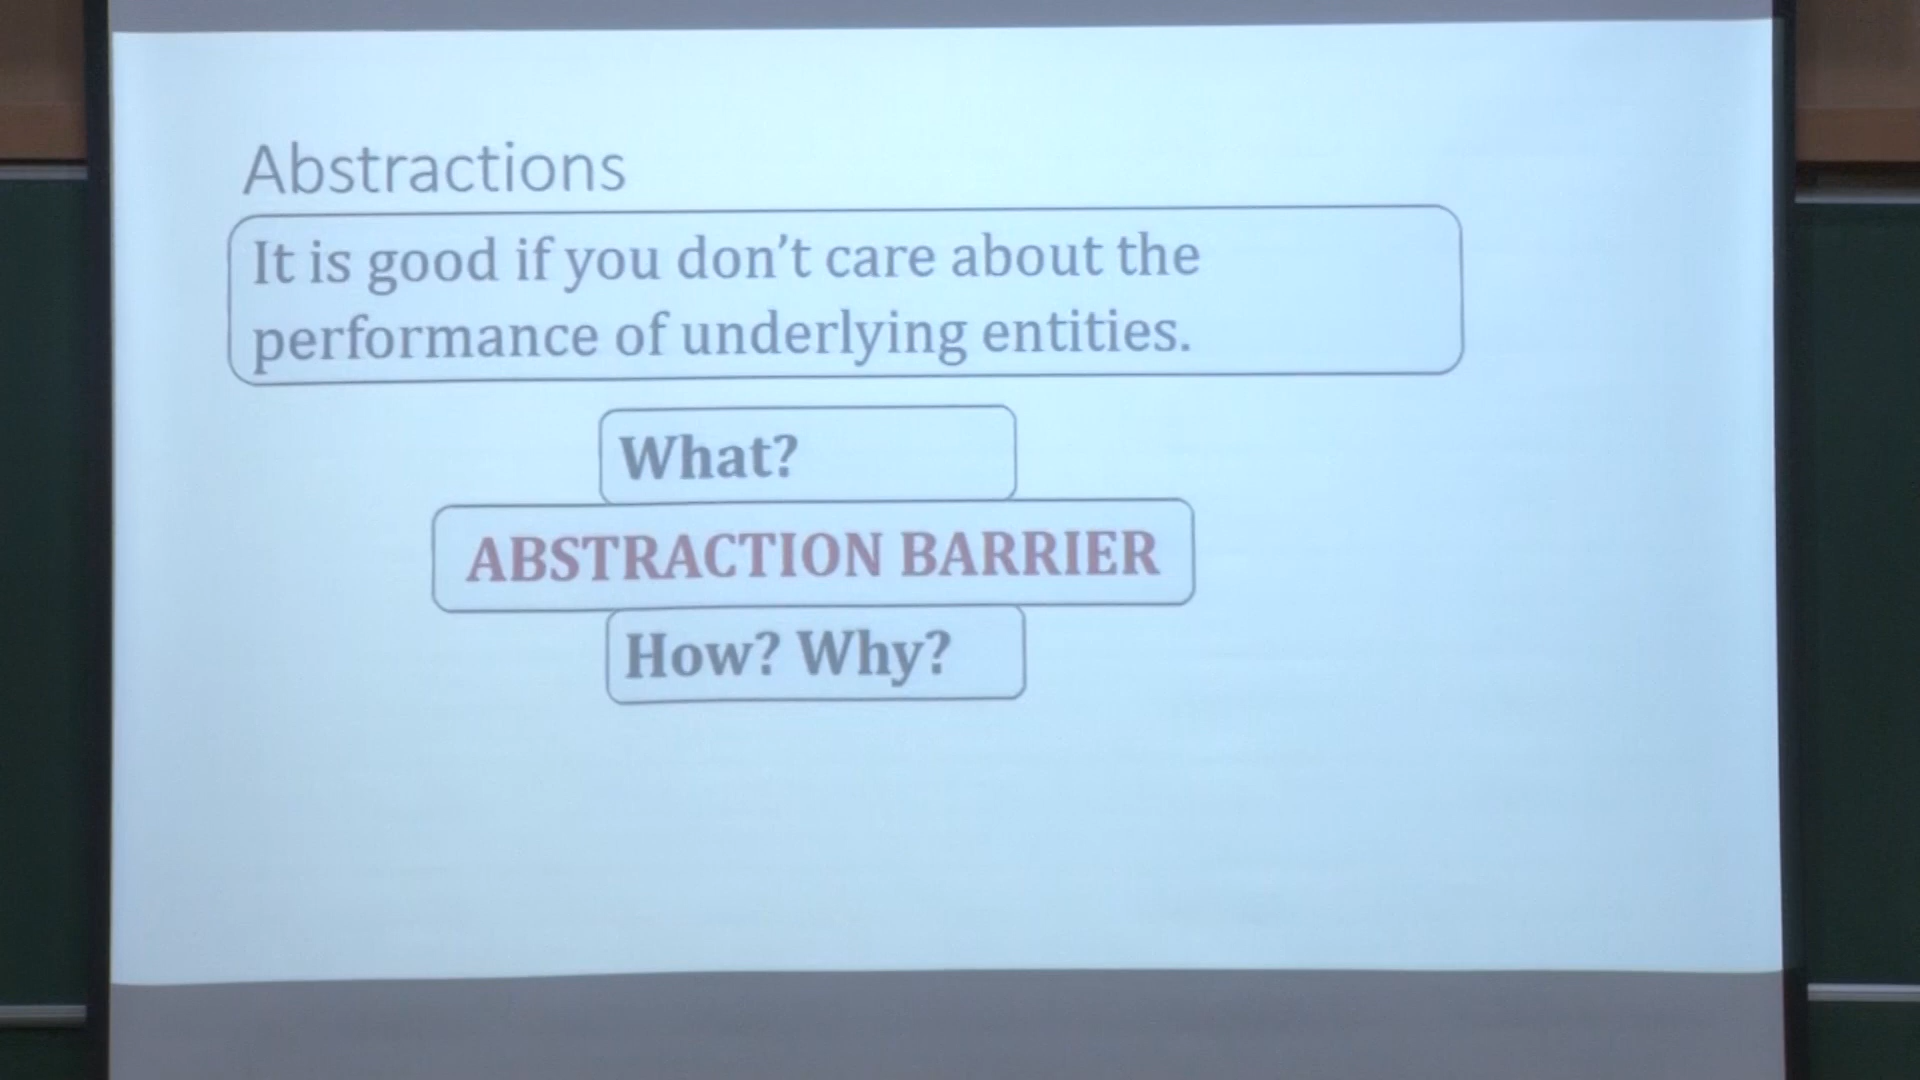 Abstractions
It is good if you don’t care about the
performance of underlying entities.
What?
ABSTRACTION BARRIER
How? Why?